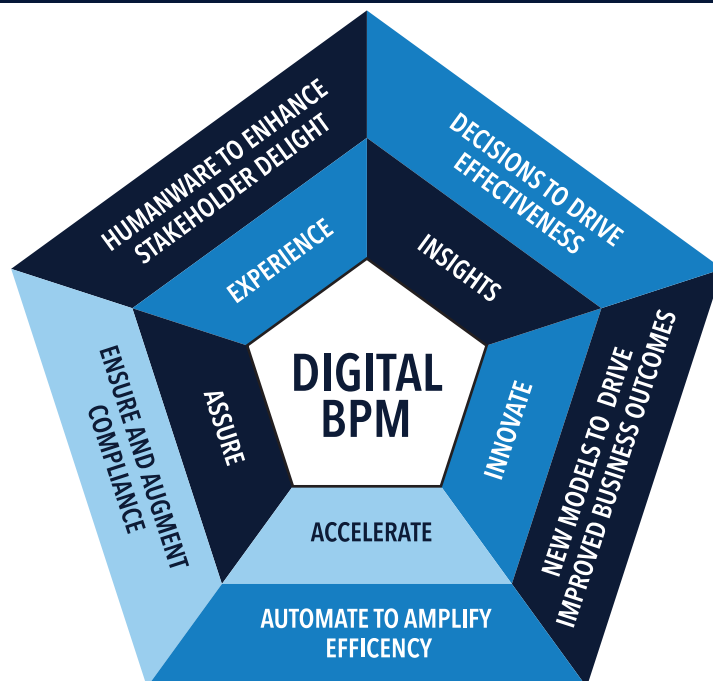 HUMANWARE TO ENHANCE
STAKEHOLDER DELIGHT
DECISIONS TO DRIVE
EFFECTIVENESS
EXPERIENCE
INSIGHTS
DIGITAL
BPM
ENSURE AND AUGMENT
COMPLIANCE
ASSURE
INNOVATE
NEW MODELS TO DRIVE
IMPROVED BUSINESS OUTCOMES
ACCELERATE
AUTOMATE TO AMPLIFY
EFFICENCY